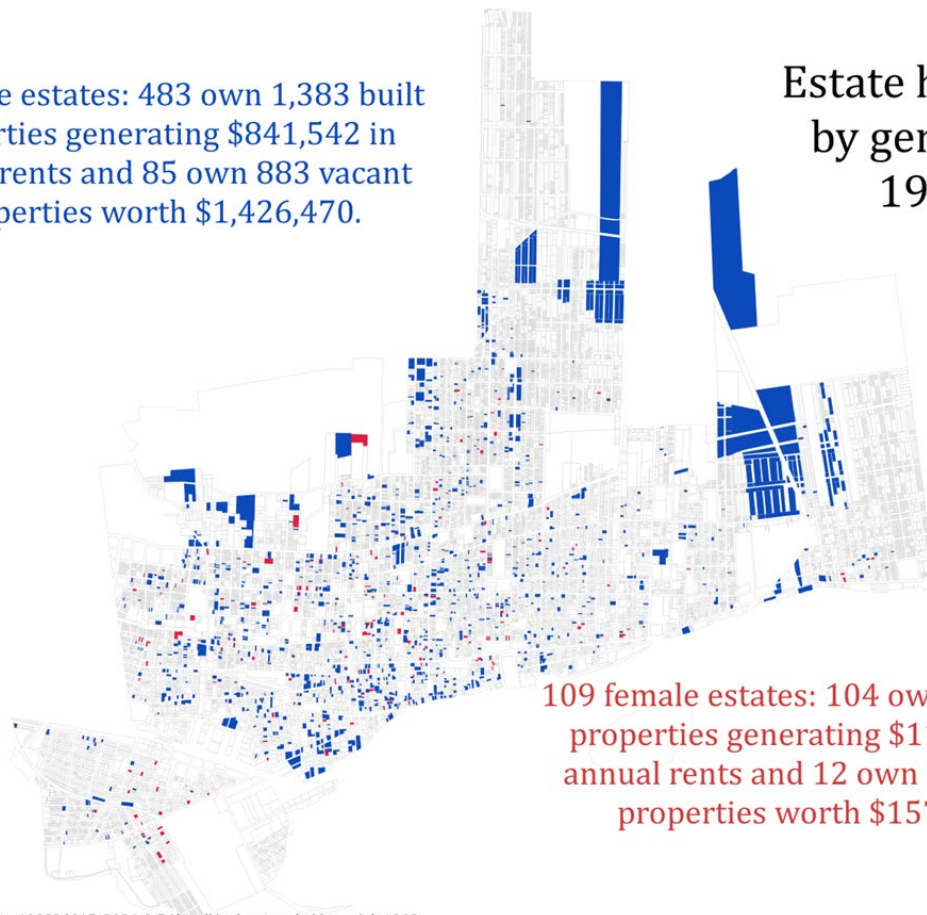 e estates: 483 own 1,383 built
rties generating $841,542 in
rents and 85 own 883 vacant
perties worth $1,426,470.
Estate h
by gen
19
109 female estates: 104 ow
properties generating $1
annual rents and 12 own
properties worth $15